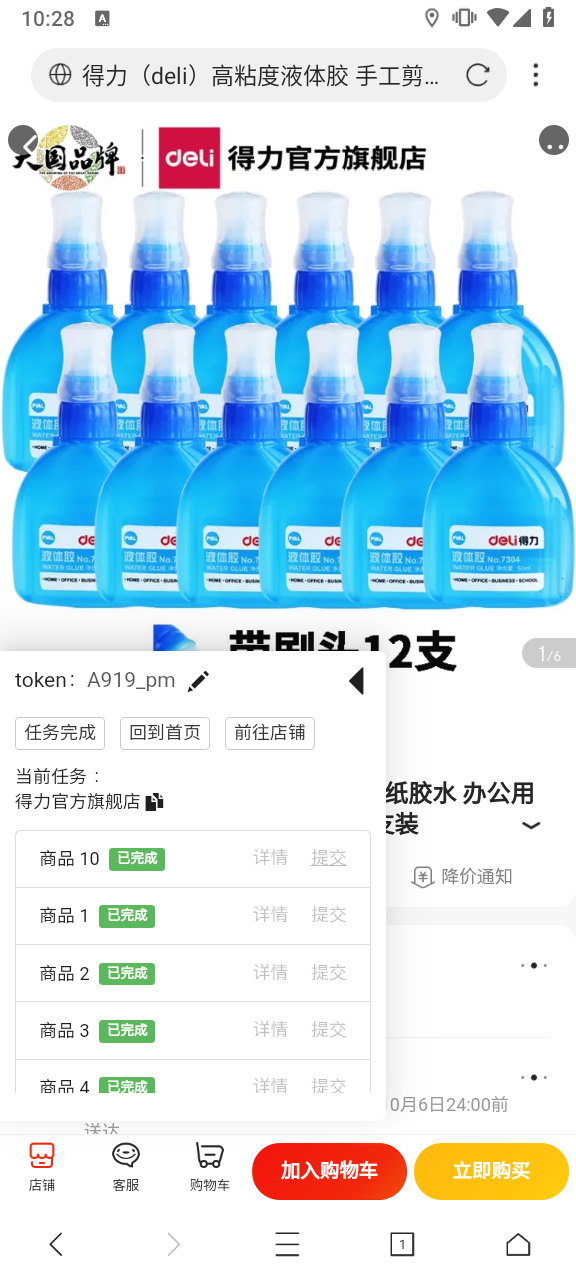 10:28
得力（deli）高粘度液体胶 手工剪...
大国品牌
deli 得力官方旗舰店
deli得力
液体胶 No.7304
HOME·OFFICE·BUSINESS·SCHOOL
带刷头12支
1/6
token: A919_pm
任务完成 回到首页 前往店铺
当前任务：
得力官方旗舰店
纸胶水 办公用
支装
降价通知
商品 10 已完成 详情 提交
商品 1 已完成 详情 提交
商品 2 已完成 详情 提交
商品 3 已完成 详情 提交
商品 4 已完成 详情 提交
0月6日24:00前
送达
店铺 客服 购物车 加入购物车 立即购买
1